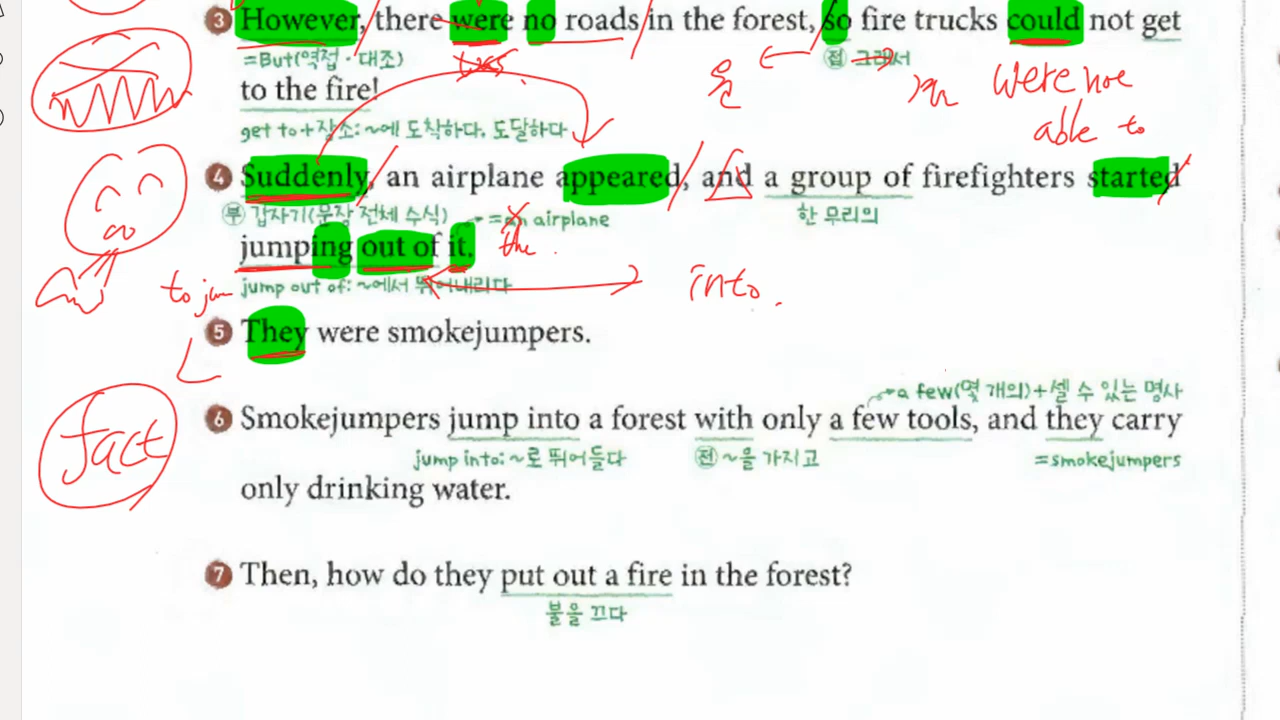 3 However, there were no roads in the forest, so fire trucks could not get
=But(역접·대조) was 접 그래서
were not
to the fire!
able to
get to+장소: ~에 도착하다, 도달하다
4 Suddenly, an airplane appeared, and a group of firefighters started
부 갑자기(문장 전체 수식) =an airplane 한 무리의
jumping out of it. the
to jum jump out of: ~에서 뛰어내리다 into.
5 They were smokejumpers.
a few(몇 개의)+셀 수 있는 명사
fact 6 Smokejumpers jump into a forest with only a few tools, and they carry
jump into: ~로 뛰어들다 전 ~을 가지고 =smokejumpers
only drinking water.
7 Then, how do they put out a fire in the forest?
불을 끄다